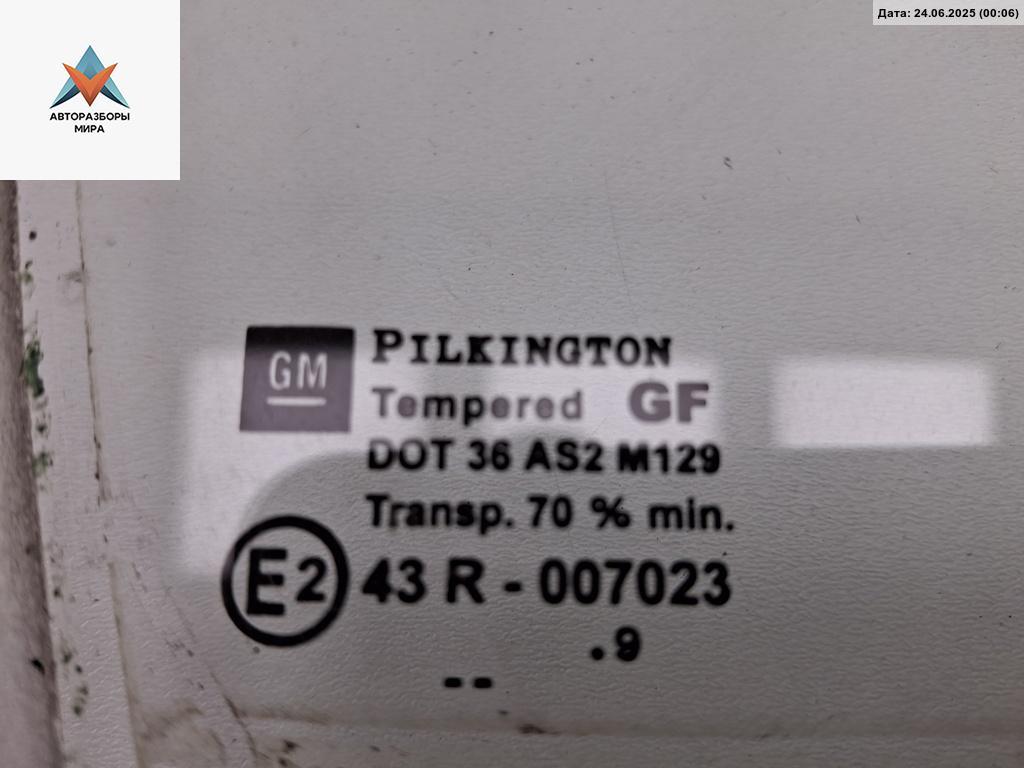 Дата: 24.06.2025 (00:06)
АВТОРАЗБОРЫ
МИРА
GM
PILKINGTON
Tempered GF
DOT 36 AS2 M129
Transp. 70 % min.
E2 43 R - 007023
.9
--